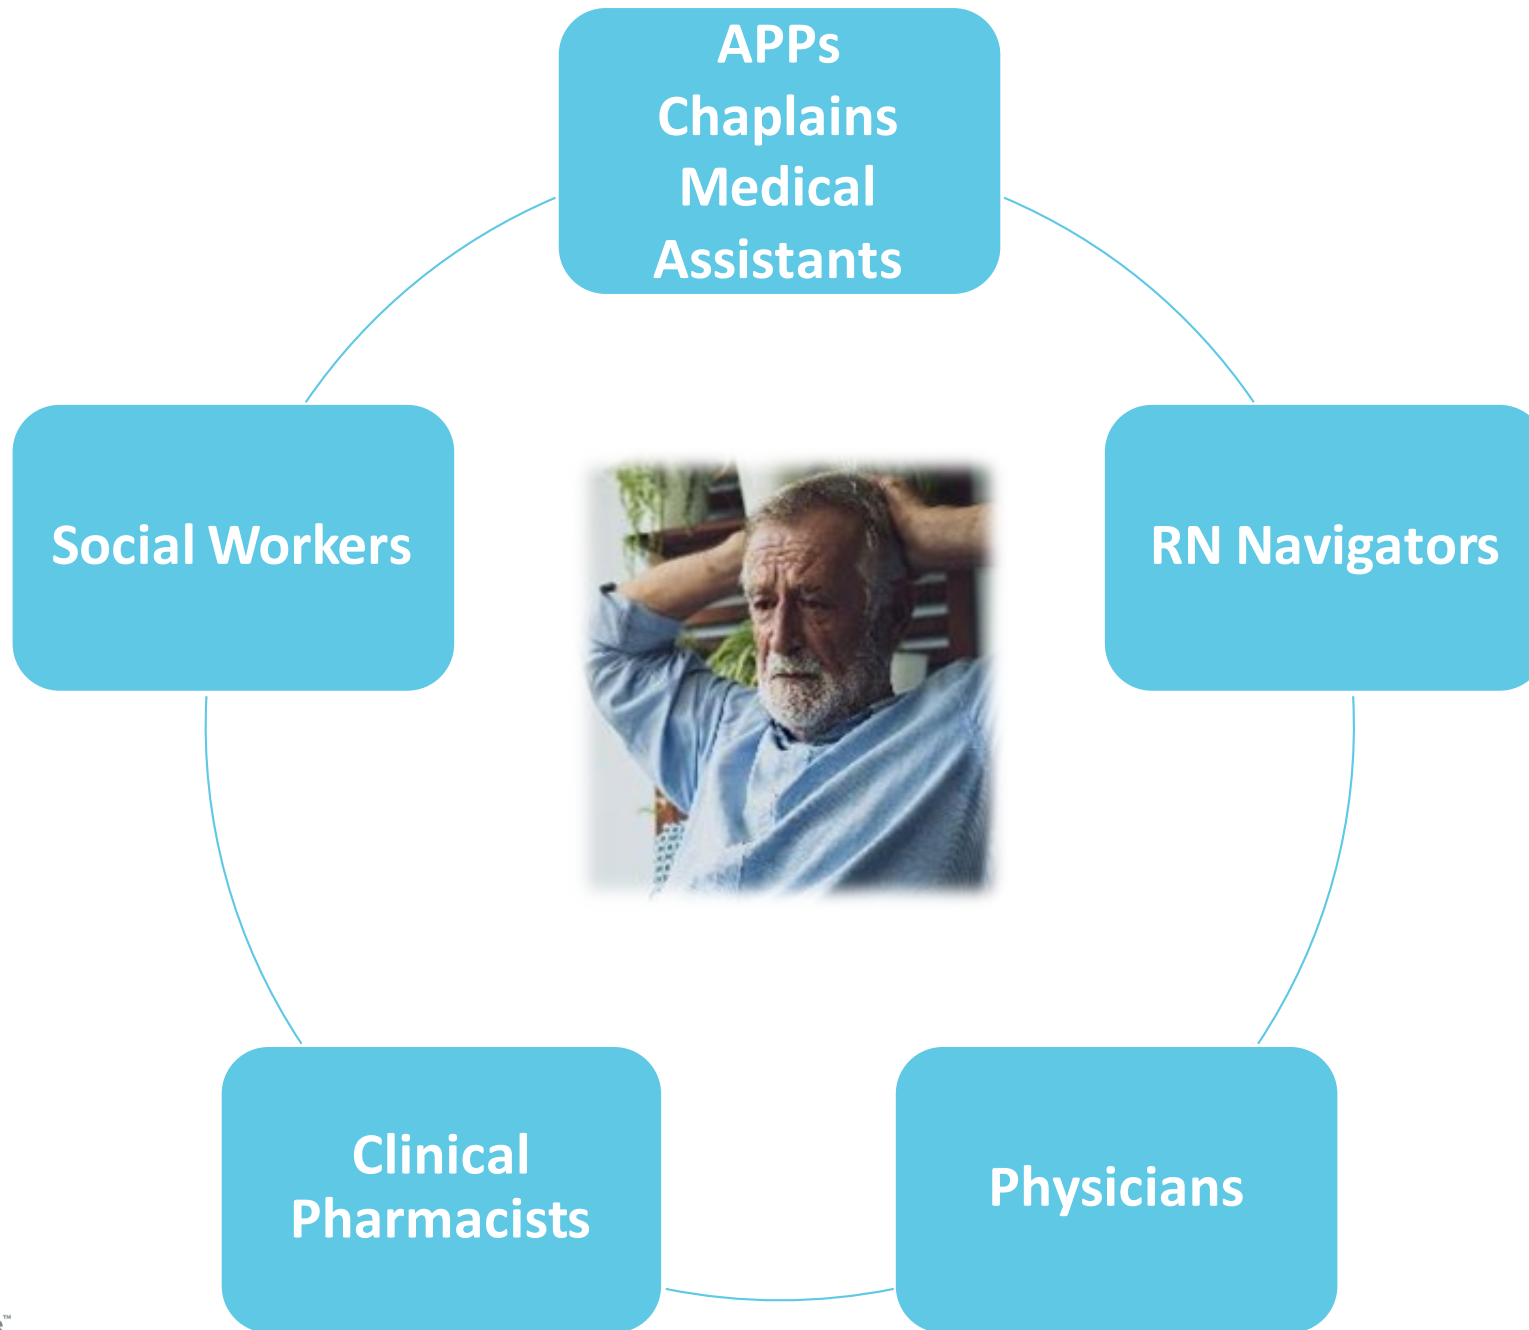 APPs
Chaplains
Medical
Assistants
Social Workers
RN Navigators
Clinical
Pharmacists
Physicians